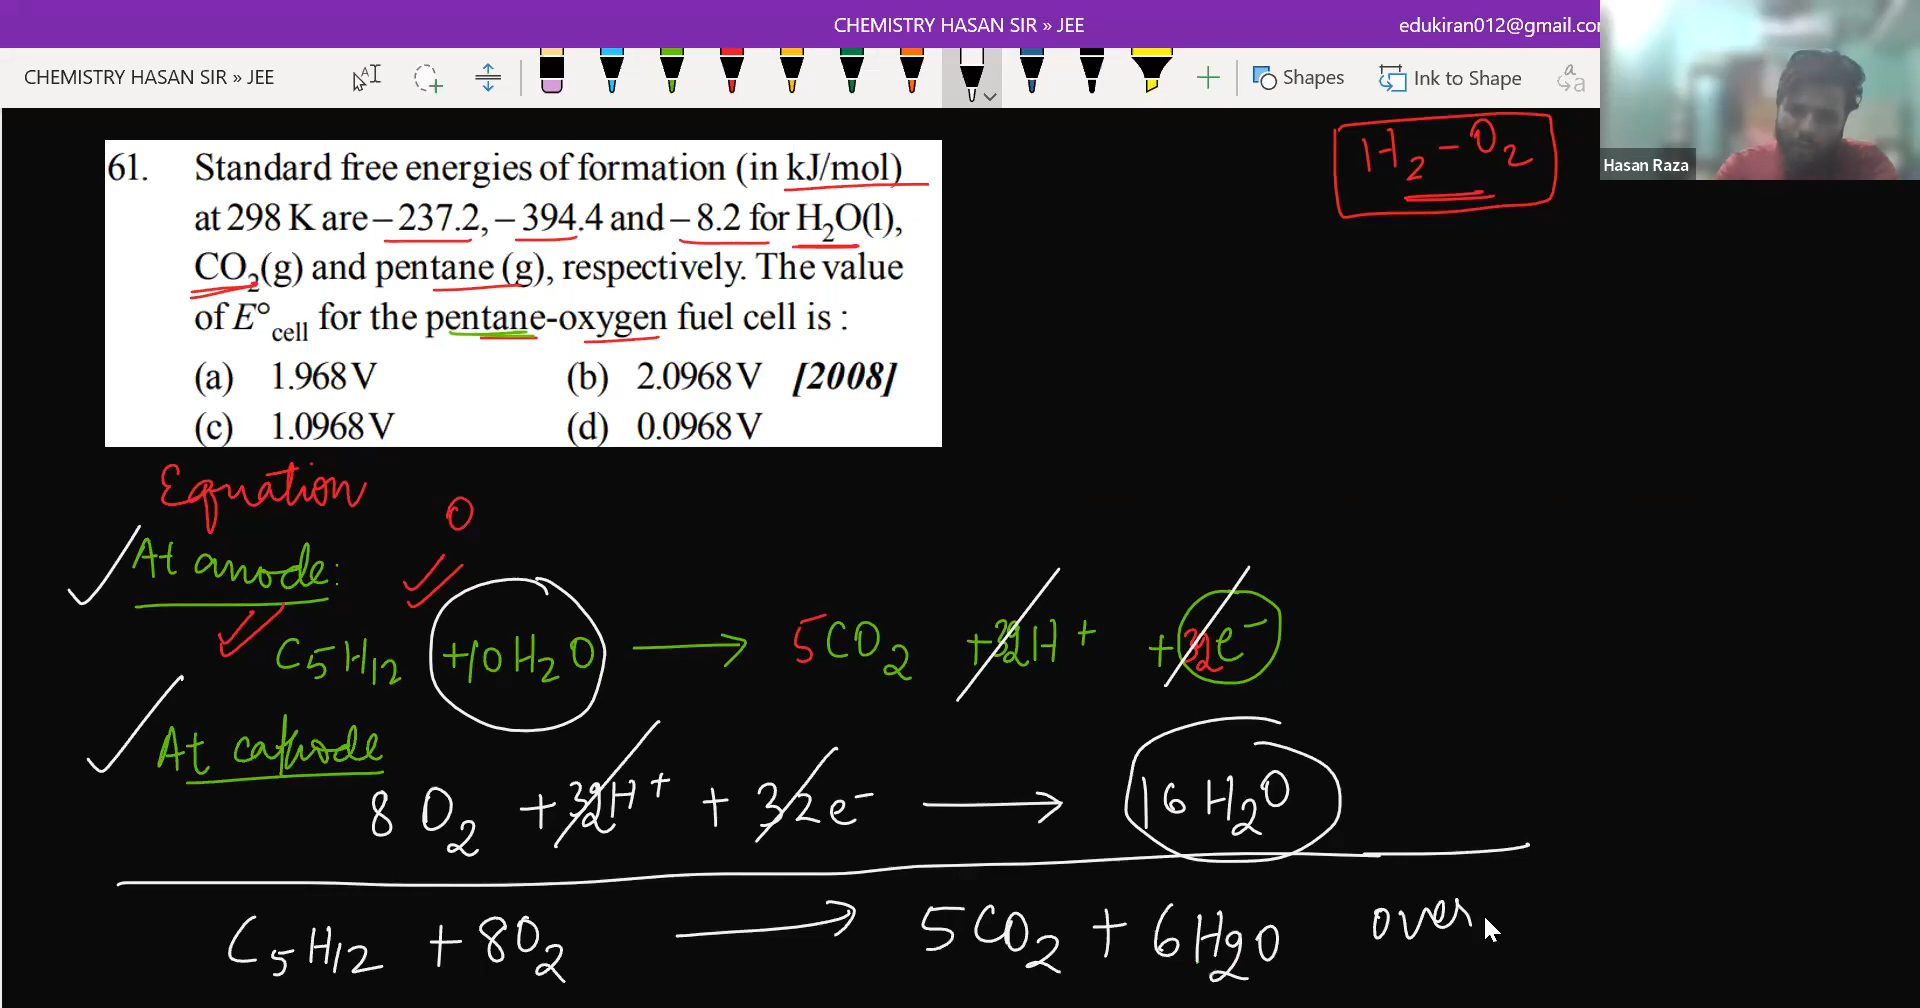 CHEMISTRY HASAN SIR » JEE
edukiran012@gmail.co
CHEMISTRY HASAN SIR » JEE
Shapes
Ink to Shape
Hasan Raza
H₂ – O₂
61. Standard free energies of formation (in kJ/mol)
at 298 K are – 237.2, – 394.4 and – 8.2 for H₂O(l),
CO₂(g) and pentane (g), respectively. The value
of E°cell for the pentane-oxygen fuel cell is :
(a) 1.968 V (b) 2.0968 V [2008]
(c) 1.0968 V (d) 0.0968 V
Equation
O
At anode:
C₅H₁₂ +10 H₂O → 5CO₂ +32H⁺ +32e⁻
At cathode
8 O₂ + 32H⁺ + 32e⁻ → 16 H₂O
C₅H₁₂ + 8O₂ → 5CO₂ + 6H₂O over